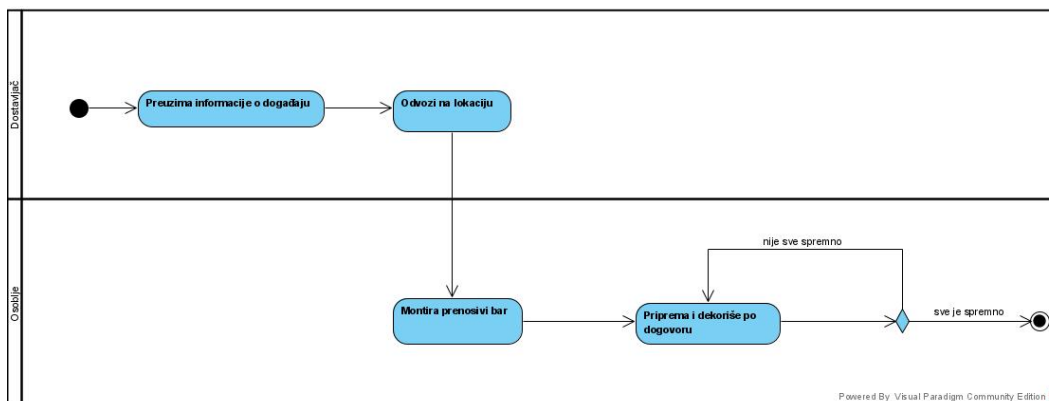 Dostavljač
Preuzima informacije o događaju
Odvozi na lokaciju
Osoblje
nije sve spremno
Montira prenosivi bar
Priprema i dekoriše po
dogovoru
sve je spremno
Powered By Visual Paradigm Community Edition